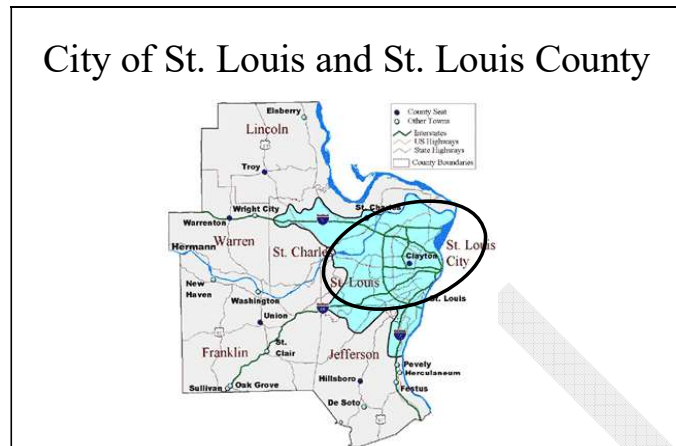 City of St. Louis and St. Louis County
County Seat
Other Towns
Interstates
US Highways
State Highways
County Boundaries
Elsberry
Lincoln
Troy
Wright City
St. Charles
Warrenton
Warren
Hermann
St. Charles
Clayton
St. Louis
City
St. Louis
New
Haven
Washington
St. Louis
Union
Franklin
St.
Clair
Jefferson
Pevely
Herculaneum
Hillsboro
Festus
Sullivan
Oak Grove
De Soto